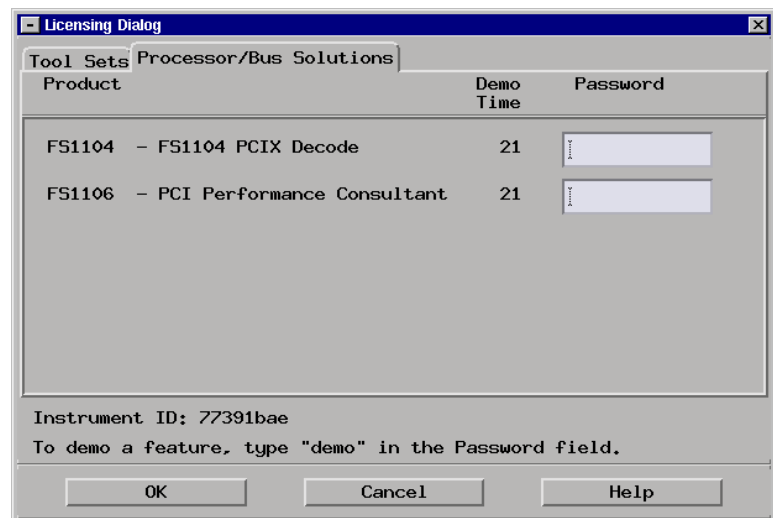 Licensing Dialog
Tool Sets Processor/Bus Solutions
Product Demo Time Password
FS1104 - FS1104 PCIX Decode 21
FS1106 - PCI Performance Consultant 21
Instrument ID: 77391bae
To demo a feature, type "demo" in the Password field.
OK Cancel Help